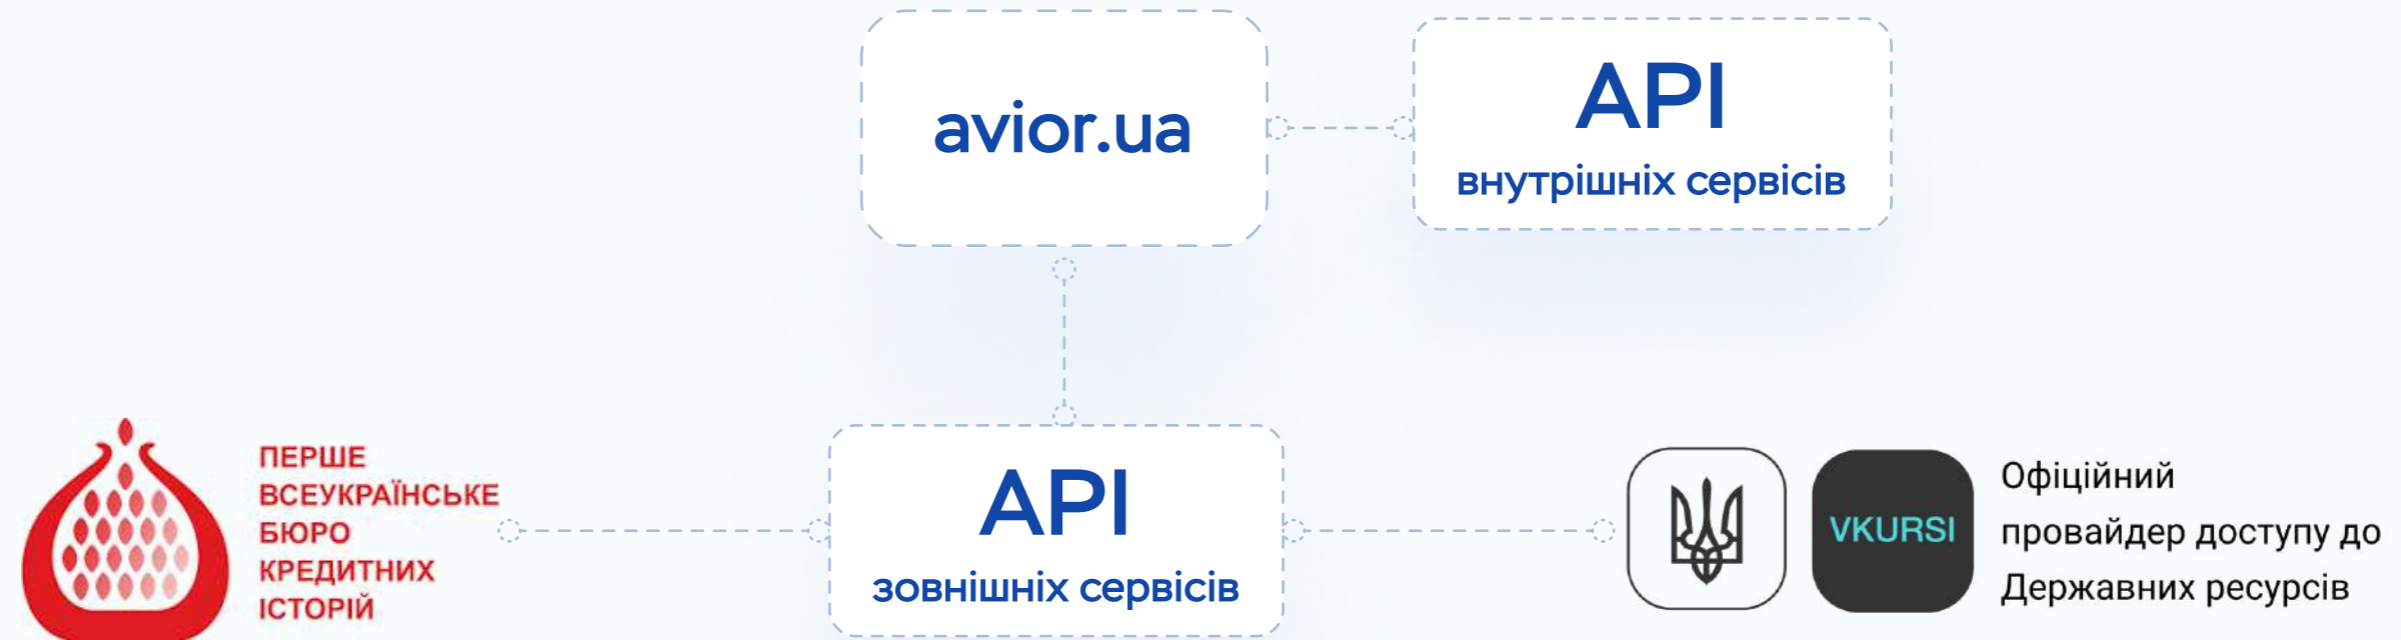 avior.ua
API
внутрішніх сервісів
ПЕРШЕ
ВСЕУКРАЇНСЬКЕ
БЮРО
КРЕДИТНИХ
ІСТОРІЙ
API
зовнішніх сервісів
VKURSI
Офіційний
провайдер доступу до
Державних ресурсів